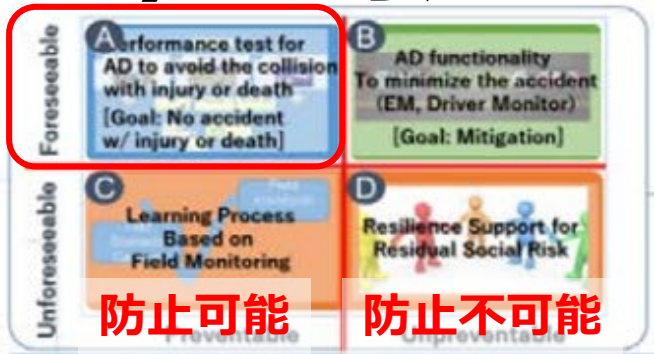 Foreseeable
A
Performance test for
AD to avoid the collision
with injury or death
[Goal: No accident
w/ injury or death]
B
AD functionality
To minimize the accident
(EM, Driver Monitor)
[Goal: Mitigation]
Unforeseeable
C
Learning Process
Based on
Field Monitoring
D
Resilience Support for
Residual Social Risk
防止可能
防止不可能
Preventable
Unpreventable